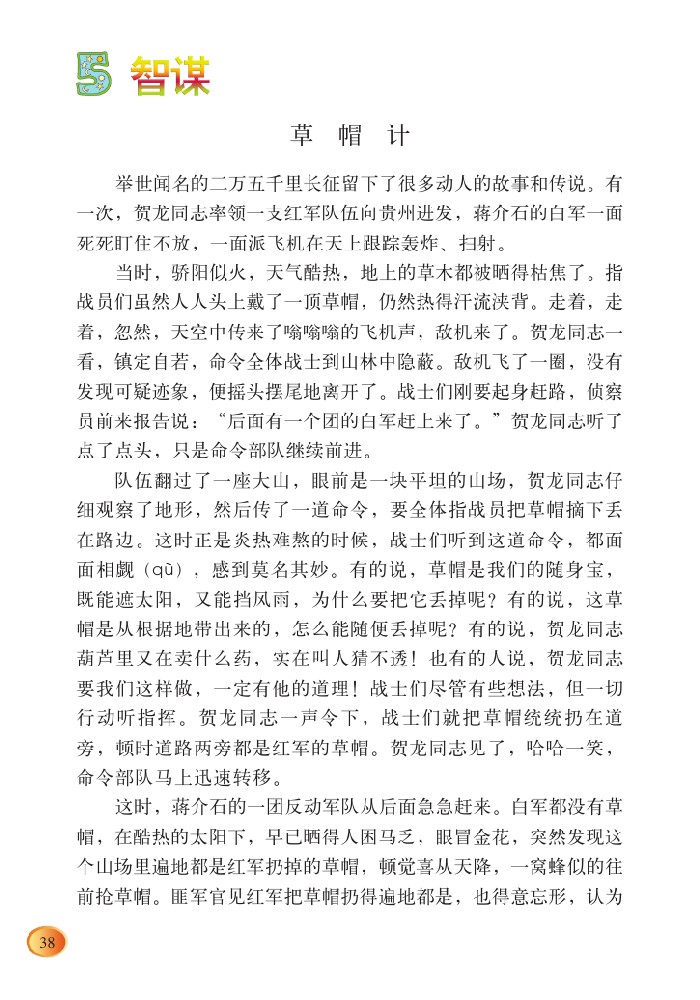 5 智谋
草 帽 计
举世闻名的二万五千里长征留下了很多动人的故事和传说。有
一次，贺龙同志率领一支红军队伍向贵州进发，蒋介石的白军一面
死死盯住不放，一面派飞机在天上跟踪轰炸、扫射。
当时，骄阳似火，天气酷热，地上的草木都被晒得枯焦了。指
战员们虽然人人头上戴了一顶草帽，仍然热得汗流浃背。走着，走
着，忽然，天空中传来了嗡嗡嗡的飞机声，敌机来了。贺龙同志一
看，镇定自若，命令全体战士到山林中隐蔽。敌机飞了一圈，没有
发现可疑迹象，便摇头摆尾地离开了。战士们刚要起身赶路，侦察
员前来报告说：“后面有一个团的白军赶上来了。”贺龙同志听了
点了点头，只是命令部队继续前进。
队伍翻过了一座大山，眼前是一块平坦的山场，贺龙同志仔
细观察了地形，然后传了一道命令，要全体指战员把草帽摘下丢
在路边。这时正是炎热难熬的时候，战士们听到这道命令，都面
面相觑（qù），感到莫名其妙。有的说，草帽是我们的随身宝，
既能遮太阳，又能挡风雨，为什么要把它丢掉呢？有的说，这草
帽是从根据地带出来的，怎么能随便丢掉呢？有的说，贺龙同志
葫芦里又在卖什么药，实在叫人猜不透！也有的人说，贺龙同志
要我们这样做，一定有他的道理！战士们尽管有些想法，但一切
行动听指挥。贺龙同志一声令下，战士们就把草帽统统扔在道
旁，顿时道路两旁都是红军的草帽。贺龙同志见了，哈哈一笑，
命令部队马上迅速转移。
这时，蒋介石的一团反动军队从后面急急赶来。白军都没有草
帽，在酷热的太阳下，早已晒得人困马乏，眼冒金花，突然发现这
个山场里遍地都是红军扔掉的草帽，顿觉喜从天降，一窝蜂似的往
前抢草帽。匪军官见红军把草帽扔得遍地都是，也得意忘形，认为
38